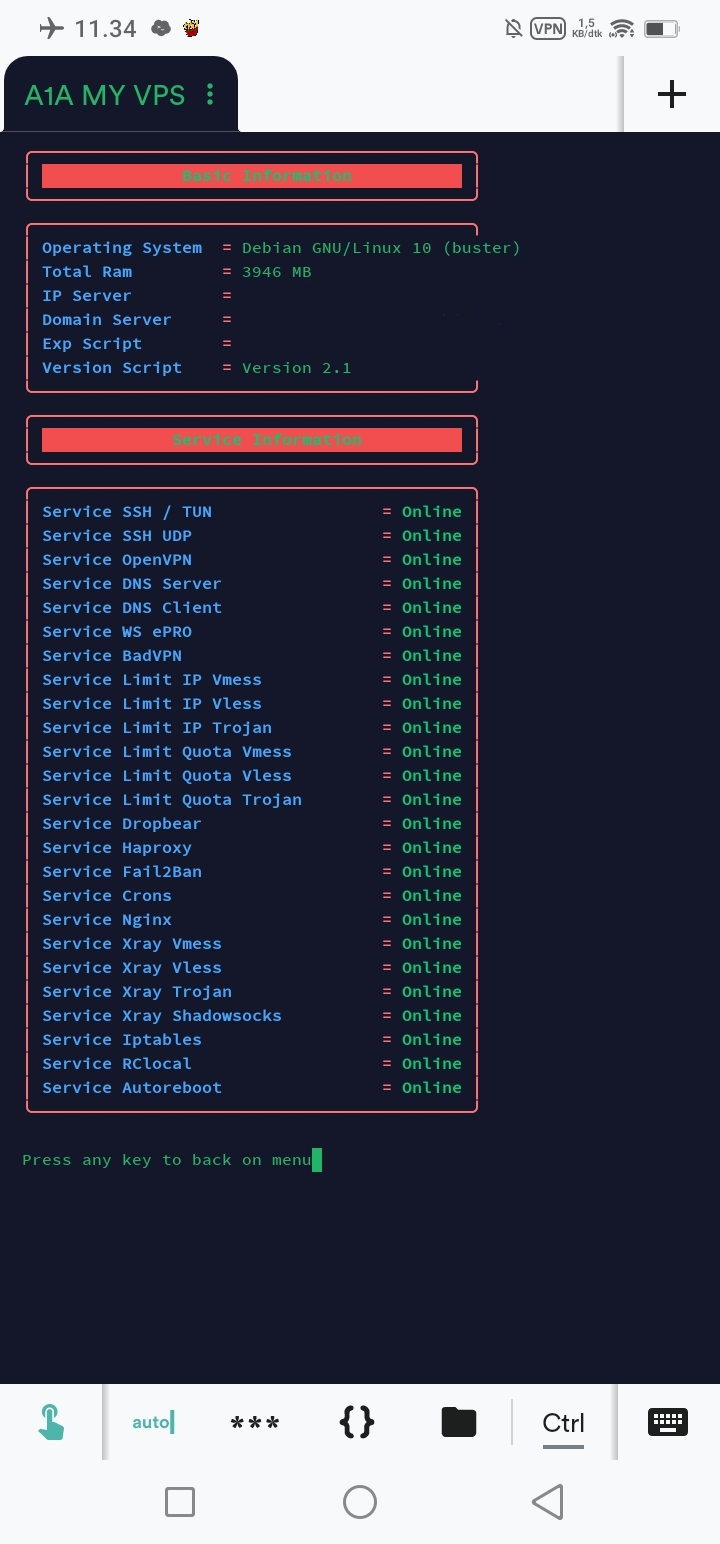 11.34 VPN 1,5 KB/dtk
A1A MY VPS
Basic Information
Operating System = Debian GNU/Linux 10 (buster)
Total Ram = 3946 MB
IP Server =
Domain Server =
Exp Script =
Version Script = Version 2.1
Service Information
Service SSH / TUN = Online
Service SSH UDP = Online
Service OpenVPN = Online
Service DNS Server = Online
Service DNS Client = Online
Service WS ePRO = Online
Service BadVPN = Online
Service Limit IP Vmess = Online
Service Limit IP Vless = Online
Service Limit IP Trojan = Online
Service Limit Quota Vmess = Online
Service Limit Quota Vless = Online
Service Limit Quota Trojan = Online
Service Dropbear = Online
Service Haproxy = Online
Service Fail2Ban = Online
Service Crons = Online
Service Nginx = Online
Service Xray Vmess = Online
Service Xray Vless = Online
Service Xray Trojan = Online
Service Xray Shadowsocks = Online
Service Iptables = Online
Service RClocal = Online
Service Autoreboot = Online
Press any key to back on menu
auto *** {} Ctrl